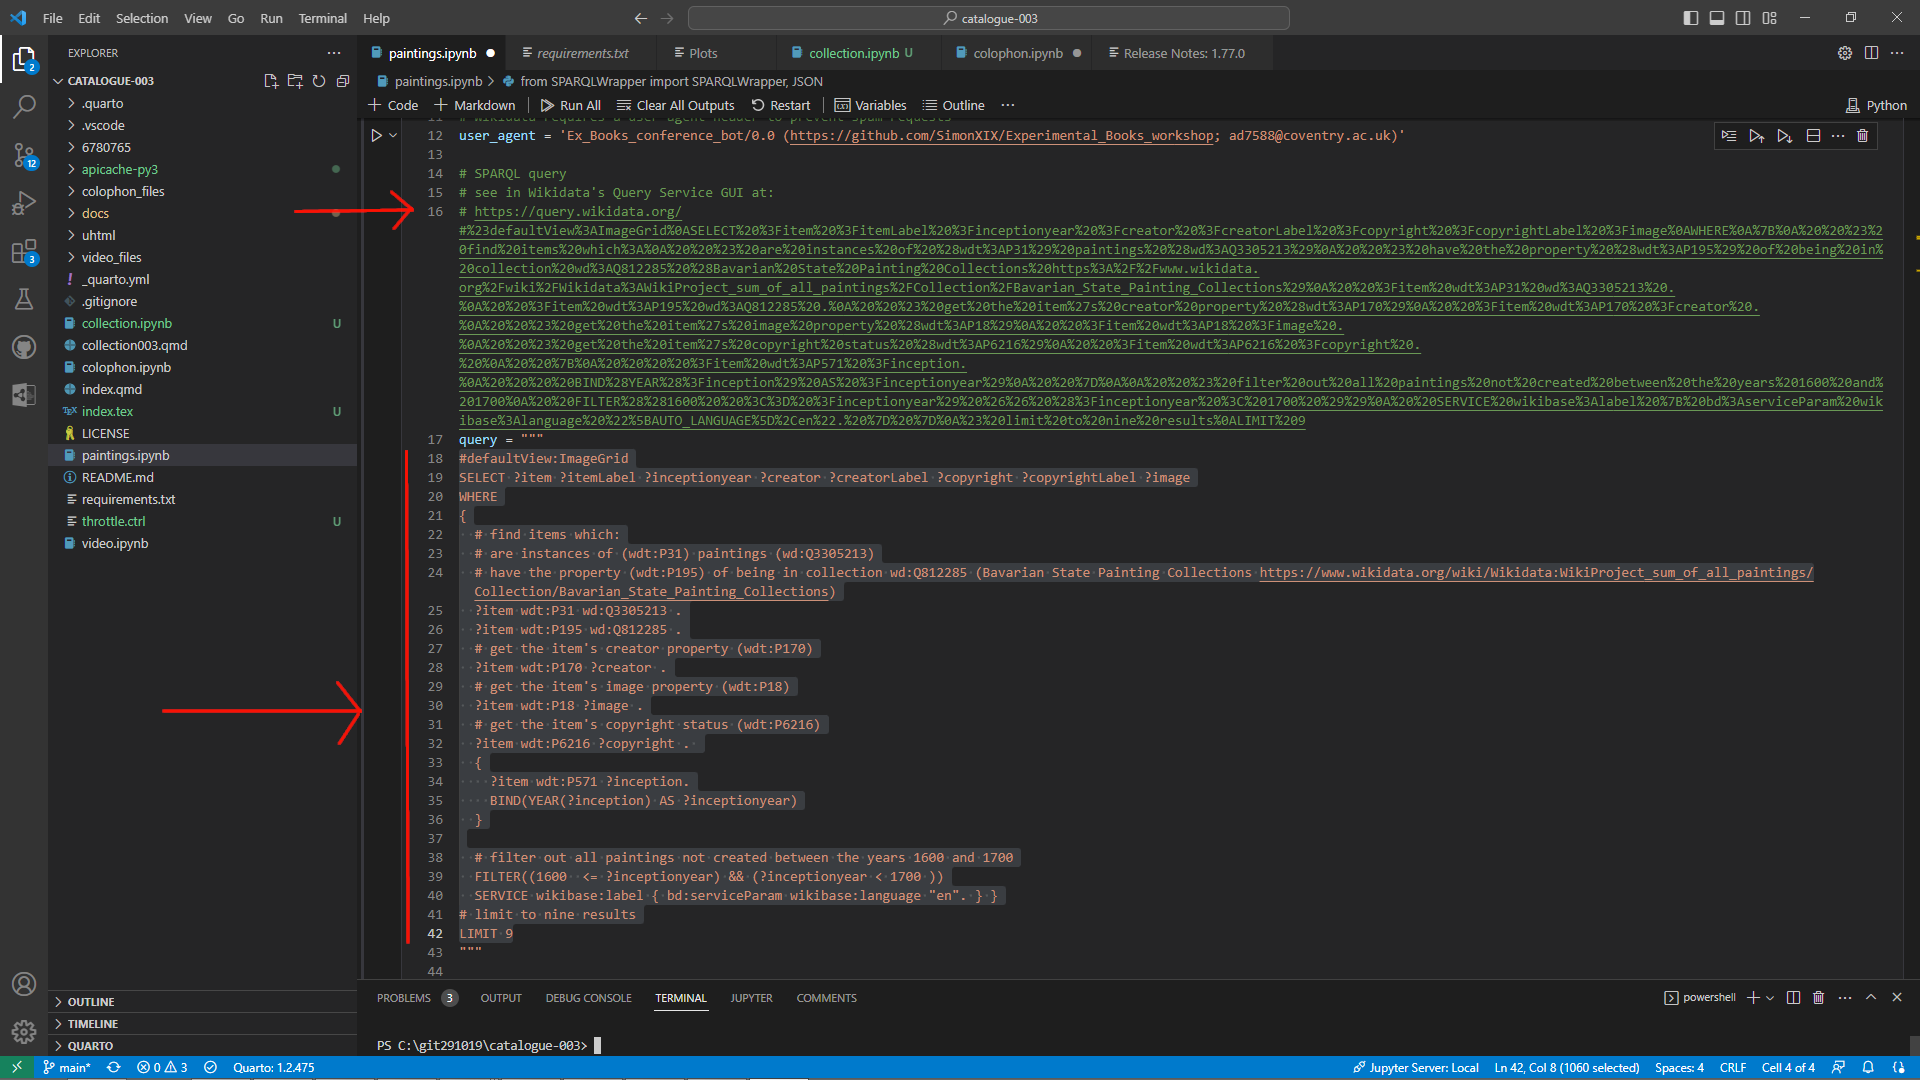 File Edit Selection View Go Run Terminal Help
catalogue-003
EXPLORER
paintings.ipynb
requirements.txt
Plots
collection.ipynb U
colophon.ipynb
Release Notes: 1.77.0
CATALOGUE-003
paintings.ipynb > from SPARQLWrapper import SPARQLWrapper, JSON
Code Markdown Run All Clear All Outputs Restart Variables Outline
Python
.quarto
.vscode
6780765
apicache-py3
colophon_files
docs
uhtml
video_files
_quarto.yml
.gitignore
collection.ipynb U
collection003.qmd
colophon.ipynb
index.qmd
index.tex U
LICENSE
paintings.ipynb
README.md
requirements.txt
throttle.ctrl U
video.ipynb
OUTLINE
TIMELINE
QUARTO
11 # Wikidata requires a user-agent header to prevent spam requests
12 user_agent = 'Ex_Books_conference_bot/0.0 (https://github.com/SimonXIX/Experimental_Books_workshop; ad7588@coventry.ac.uk)'
13
14 # SPARQL query
15 # see in Wikidata's Query Service GUI at:
16 # https://query.wikidata.org/
#%23defaultView%3AImageGrid%0ASELECT%20%3Fitem%20%3FitemLabel%20%3Finceptionyear%20%3Fcreator%20%3FcreatorLabel%20%3Fcopyright%20%3FcopyrightLabel%20%3Fimage%0AWHERE%0A%7B%0A%20%20%23%2
0find%20items%20which%3A%0A%20%20%23%20are%20instances%20of%20%28wdt%3AP31%29%20paintings%20%28wd%3AQ3305213%29%0A%20%20%23%20have%20the%20property%20%28wdt%3AP195%29%20of%20being%20in%
20collection%20wd%3AQ812285%20%28Bavarian%20State%20Painting%20Collections%20https%3A%2F%2Fwww.wikidata.
org%2Fwiki%2FWikidata%3AWikiProject_sum_of_all_paintings%2FCollection%2FBavarian_State_Painting_Collections%29%0A%20%20%3Fitem%20wdt%3AP31%20wd%3AQ3305213%20.
%0A%20%20%3Fitem%20wdt%3AP195%20wd%3AQ812285%20.%0A%20%20%23%20get%20the%20item%27s%20creator%20property%20%28wdt%3AP170%29%0A%20%20%3Fitem%20wdt%3AP170%20%3Fcreator%20.
%0A%20%20%23%20get%20the%20item%27s%20image%20property%20%28wdt%3AP18%29%0A%20%20%3Fitem%20wdt%3AP18%20%3Fimage%20.
%0A%20%20%23%20get%20the%20item%27s%20copyright%20status%20%28wdt%3AP6216%29%0A%20%20%3Fitem%20wdt%3AP6216%20%3Fcopyright%20.
%20%0A%20%20%7B%0A%20%20%20%20%3Fitem%20wdt%3AP571%20%3Finception.
%0A%20%20%20%20BIND%28YEAR%28%3Finception%29%20AS%20%3Finceptionyear%29%0A%20%20%7D%0A%0A%20%20%23%20filter%20out%20all%20paintings%20not%20created%20between%20the%20years%201600%20and%
201700%0A%20%20FILTER%28%281600%20%20%3C%3D%20%3Finceptionyear%29%20%26%26%20%28%3Finceptionyear%20%3C%201700%20%29%29%0A%20%20SERVICE%20wikibase%3Alabel%20%7B%20bd%3AserviceParam%20wik
ibase%3Alanguage%20%22%5BAUTO_LANGUAGE%5D%2Cen%22.%20%7D%20%7D%0A%23%20limit%20to%20nine%20results%0ALIMIT%209
17 query = """
18 #defaultView:ImageGrid
19 SELECT ?item ?itemLabel ?inceptionyear ?creator ?creatorLabel ?copyright ?copyrightLabel ?image
20 WHERE
21 {
22 # find items which:
23 # are instances of (wdt:P31) paintings (wd:Q3305213)
24 # have the property (wdt:P195) of being in collection wd:Q812285 (Bavarian State Painting Collections https://www.wikidata.org/wiki/Wikidata:WikiProject_sum_of_all_paintings/
Collection/Bavarian_State_Painting_Collections)
25 ?item wdt:P31 wd:Q3305213 .
26 ?item wdt:P195 wd:Q812285 .
27 # get the item's creator property (wdt:P170)
28 ?item wdt:P170 ?creator .
29 # get the item's image property (wdt:P18)
30 ?item wdt:P18 ?image .
31 # get the item's copyright status (wdt:P6216)
32 ?item wdt:P6216 ?copyright .
33 {
34 ?item wdt:P571 ?inception.
35 BIND(YEAR(?inception) AS ?inceptionyear)
36 }
37
38 # filter out all paintings not created between the years 1600 and 1700
39 FILTER((1600 <= ?inceptionyear) && (?inceptionyear < 1700 ))
40 SERVICE wikibase:label { bd:serviceParam wikibase:language "en". } }
41 # limit to nine results
42 LIMIT 9
43 """
44
PROBLEMS 3 OUTPUT DEBUG CONSOLE TERMINAL JUPYTER COMMENTS
powershell
PS C:\git291019\catalogue-003>
2
12
3
main* 0 3 Quarto: 1.2.475
Jupyter Server: Local Ln 42, Col 8 (1060 selected) Spaces: 4 CRLF Cell 4 of 4